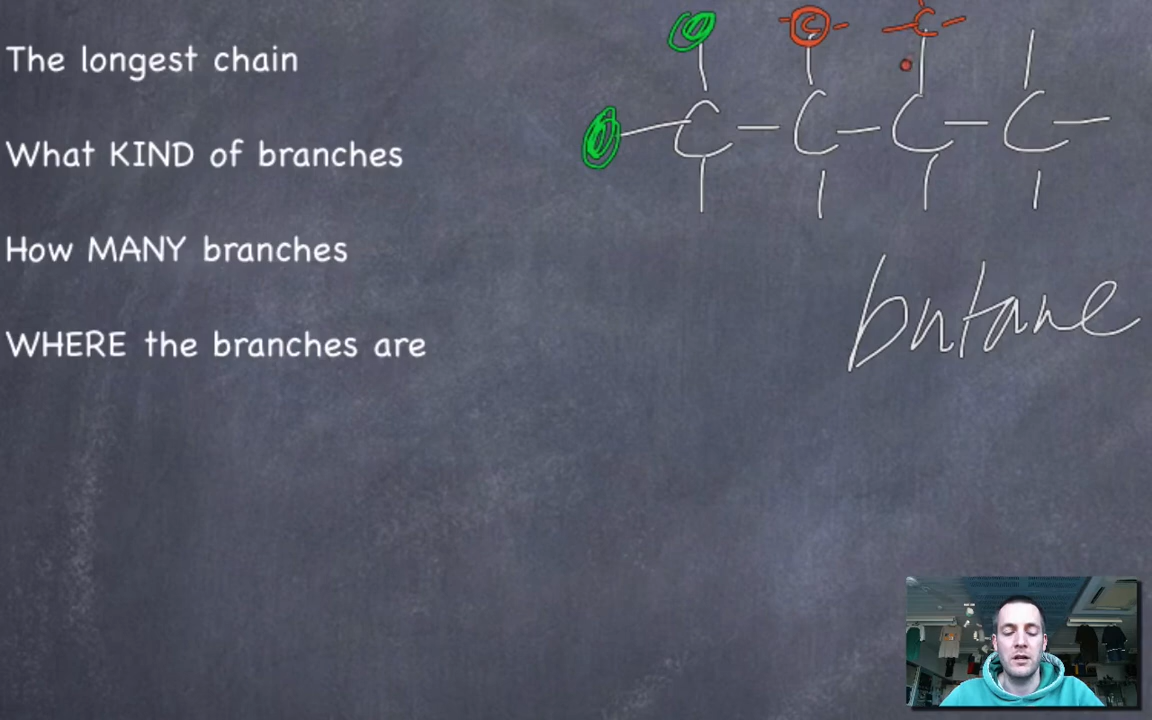 The longest chain
What KIND of branches
How MANY branches
WHERE the branches are
C C
C - C - C - C
butane